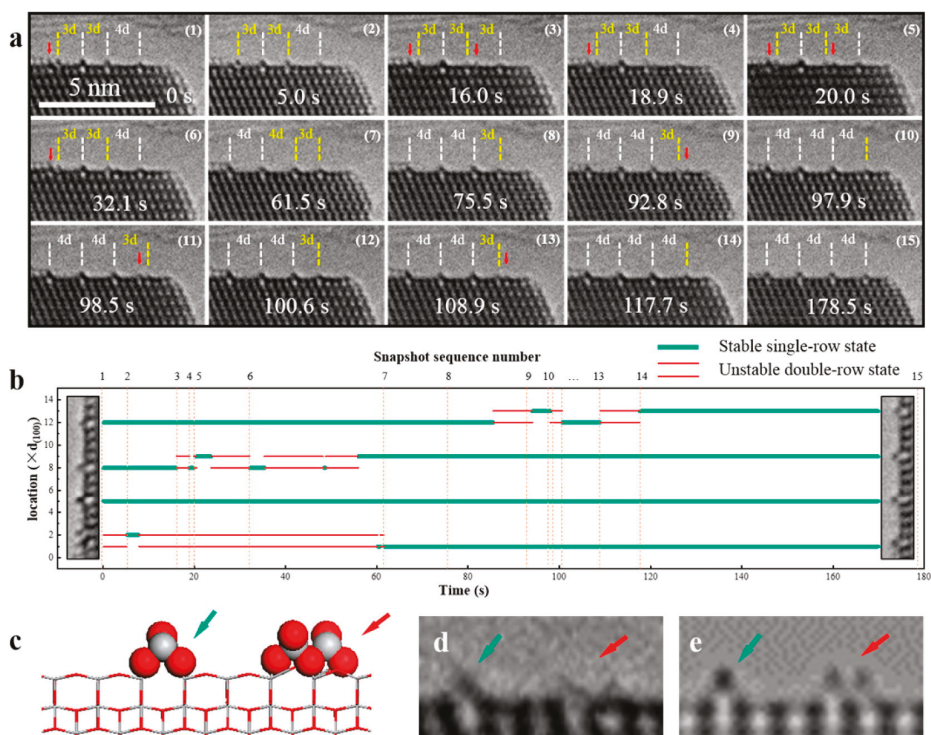 a
3d 3d 4d (1)
5 nm 0 s
3d 3d 4d (2)
5.0 s
3d 3d 3d (3)
16.0 s
3d 3d 4d (4)
18.9 s
3d 3d 3d (5)
20.0 s
3d 3d 4d (6)
32.1 s
4d 4d 3d (7)
61.5 s
4d 4d 3d (8)
75.5 s
4d 4d 3d (9)
92.8 s
4d 4d 4d (10)
97.9 s
4d 4d 3d (11)
98.5 s
4d 4d 3d (12)
100.6 s
4d 4d 3d (13)
108.9 s
4d 4d 4d (14)
117.7 s
4d 4d 4d (15)
178.5 s
Snapshot sequence number
Stable single-row state
Unstable double-row state
b
1 2 3 4 5 6 7 8 9 10 ... 13 14 15
location (×d(100))
14
12
10
8
6
4
2
0
0 20 40 60 80 100 120 140 160 180
Time (s)
c
d
e